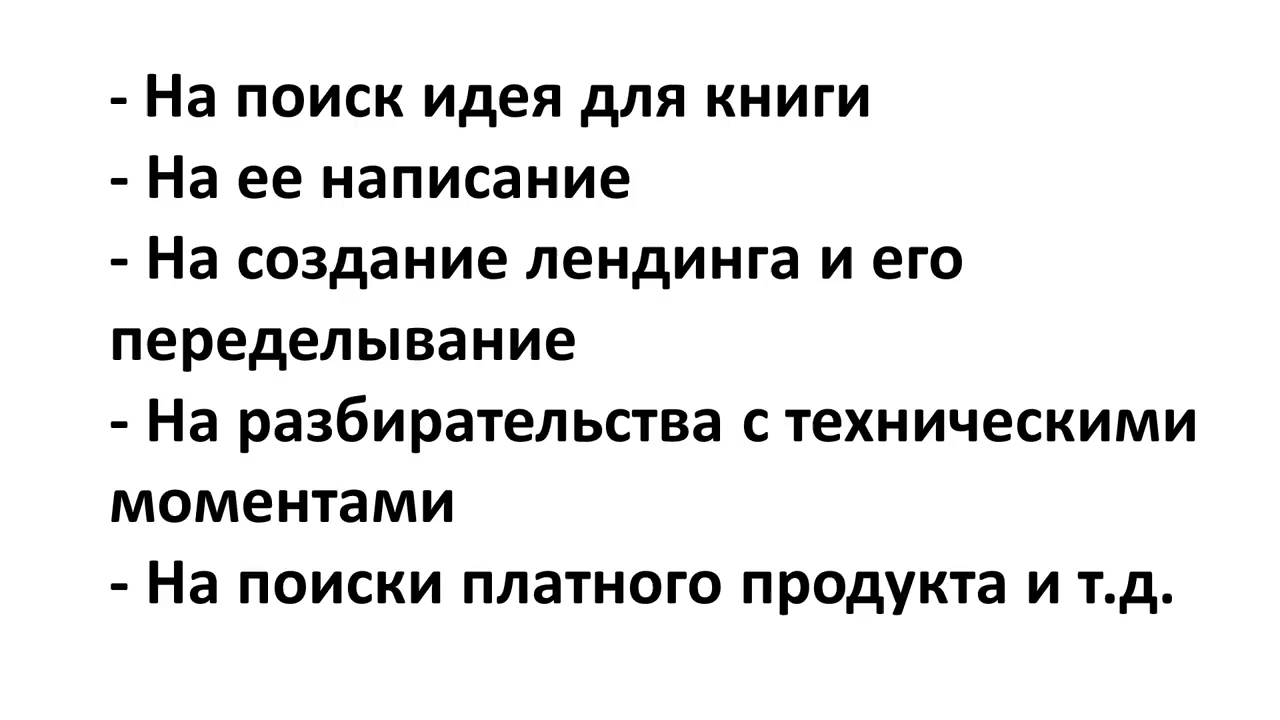 - На поиск идея для книги
- На ее написание
- На создание лендинга и его
переделывание
- На разбирательства с техническими
моментами
- На поиски платного продукта и т.д.